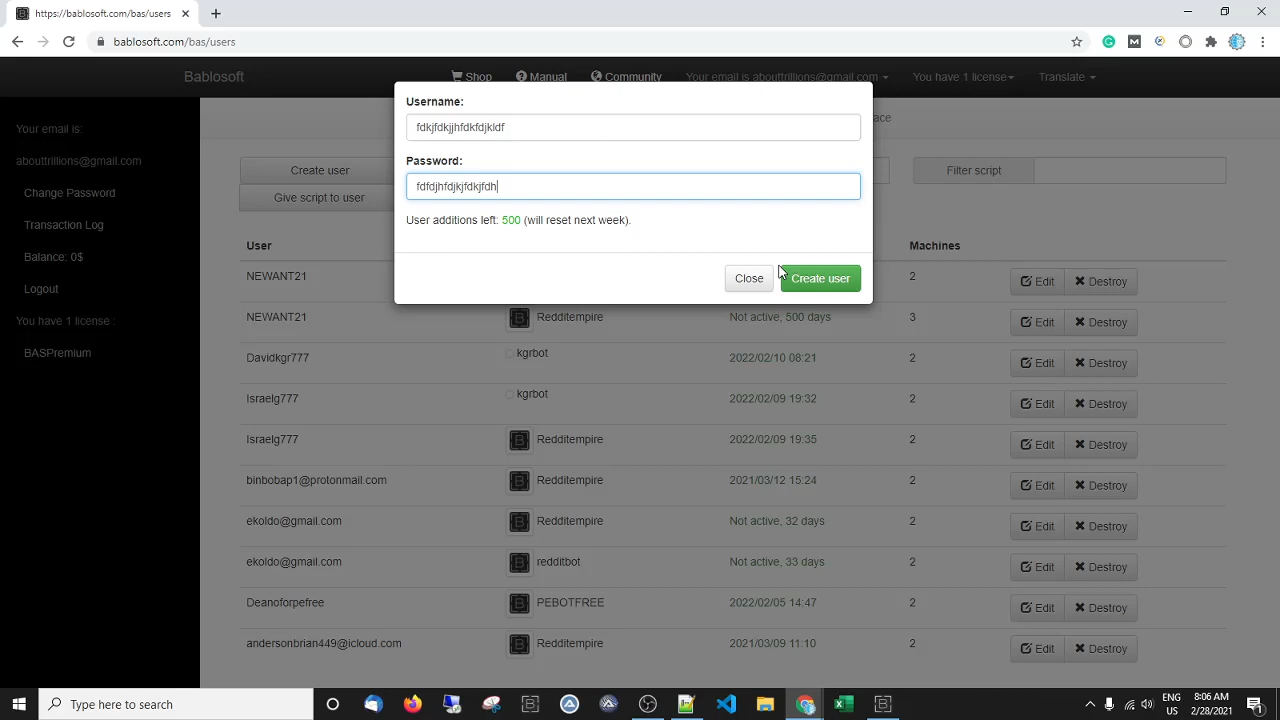 https://bablosoft.com/bas/users
bablosoft.com/bas/users
Bablosoft
Shop
Manual
Community
Your email is abouttrillions@gmail.com
You have 1 license
Translate
Your email is:
abouttrillions@gmail.com
Change Password
Transaction Log
Balance: 0$
Logout
You have 1 license :
BASPremium
Username:
fdkjfdkjjhfdkfdjkldf
Password:
fdfdjhfdjkjfdkjfdh
User additions left: 500 (will reset next week).
Close
Create user
ace
Create user
Filter script
Give script to user
User
Machines
NEWANT21
2
Edit
Destroy
NEWANT21
Redditempire
Not active, 500 days
3
Edit
Destroy
Davidkgr777
kgrbot
2022/02/10 08:21
2
Edit
Destroy
Israelg777
kgrbot
2022/02/09 19:32
2
Edit
Destroy
Israelg777
Redditempire
2022/02/09 19:35
2
Edit
Destroy
binbobap1@protonmail.com
Redditempire
2021/03/12 15:24
2
Edit
Destroy
ekoldo@gmail.com
Redditempire
Not active, 32 days
2
Edit
Destroy
ekoldo@gmail.com
redditbot
Not active, 33 days
2
Edit
Destroy
Deanoforpefree
PEBOTFREE
2022/02/05 14:47
2
Edit
Destroy
andersonbrian449@icloud.com
Redditempire
2021/03/09 11:10
2
Edit
Destroy
Type here to search
ENG
US
8:06 AM
2/28/2021